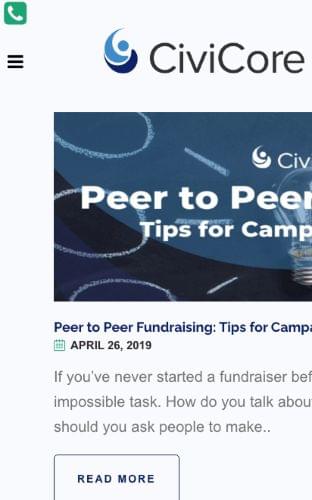 CiviCore
Civ
Peer to Peer
Tips for Camp
Peer to Peer Fundraising: Tips for Campa
APRIL 26, 2019
If you've never started a fundraiser bef
impossible task. How do you talk about
should you ask people to make..
READ MORE